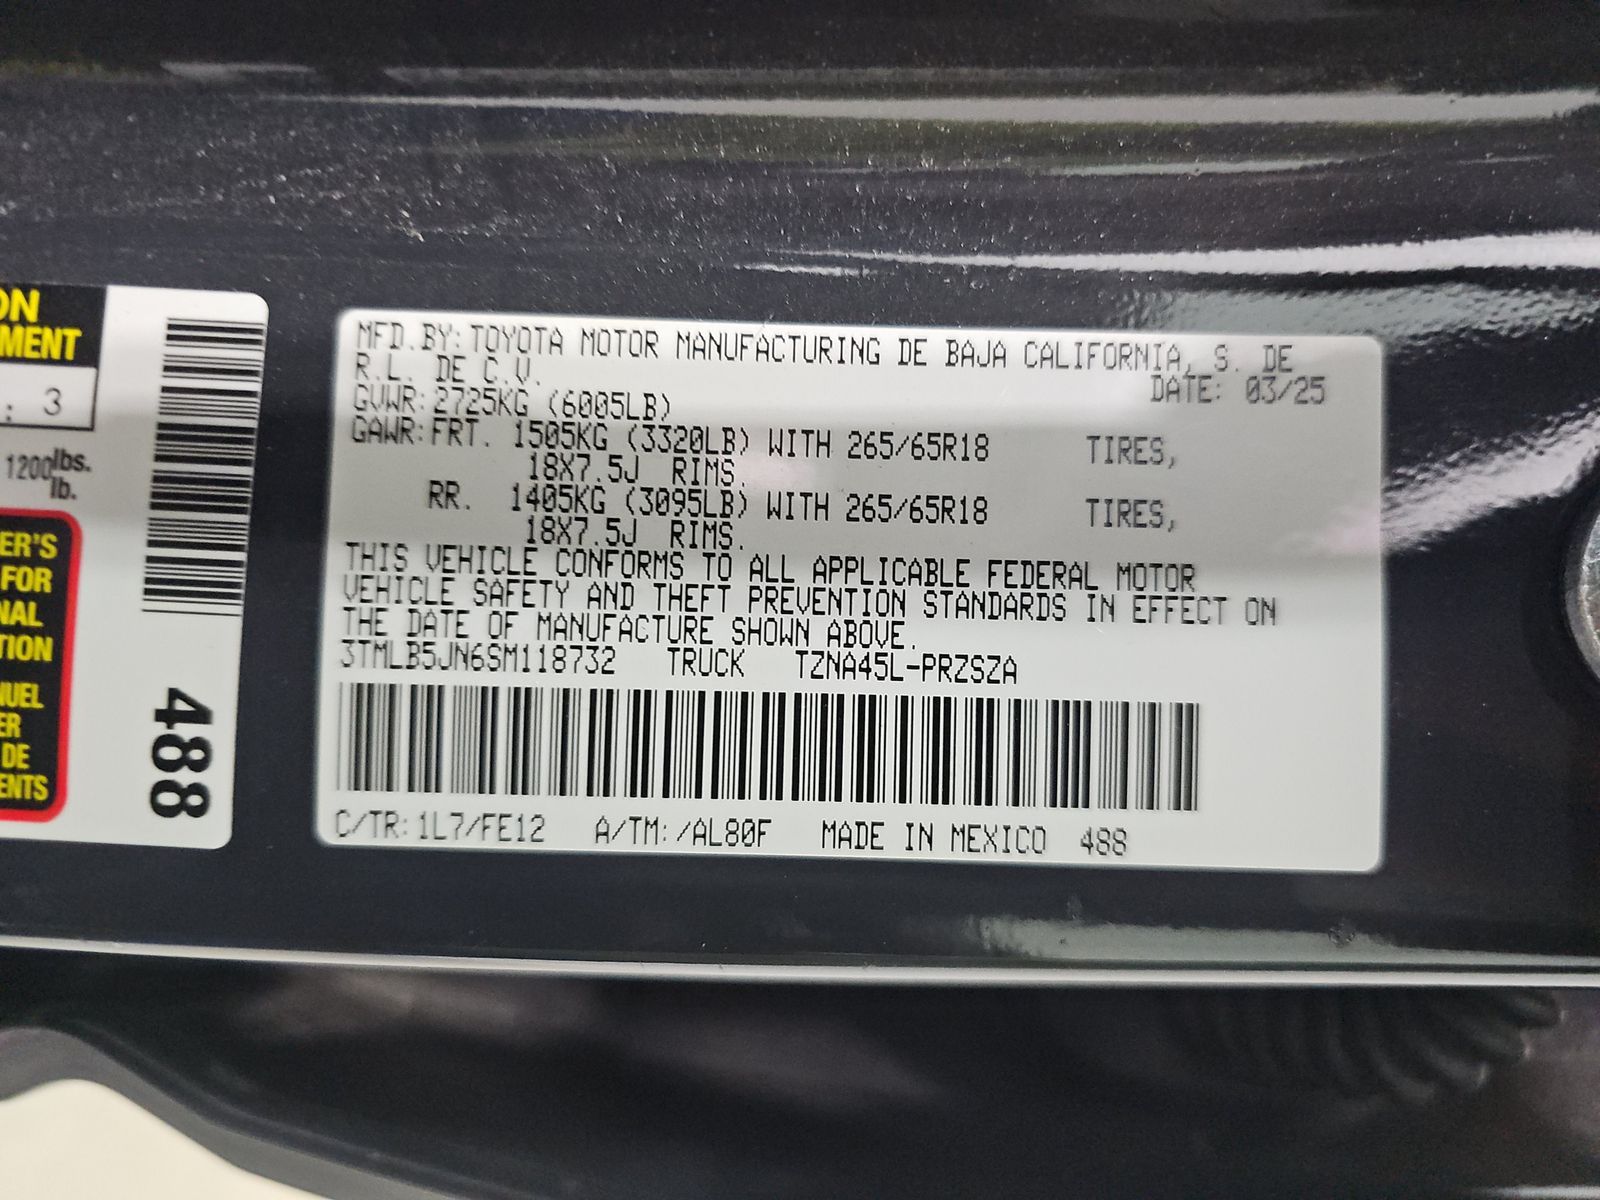 ON
MENT
: 3
1200 lbs.
lb.
ER'S
FOR
NAL
TION
NUEL
ER
DE
ENTS
488
MFD.BY:TOYOTA MOTOR MANUFACTURING DE BAJA CALIFORNIA, S. DE
R.L. DE C.V. DATE: 03/25
GVWR:2725KG (6005LB)
GAWR:FRT. 1505KG (3320LB) WITH 265/65R18 TIRES,
18X7.5J RIMS.
RR. 1405KG (3095LB) WITH 265/65R18 TIRES,
18X7.5J RIMS.
THIS VEHICLE CONFORMS TO ALL APPLICABLE FEDERAL MOTOR
VEHICLE SAFETY AND THEFT PREVENTION STANDARDS IN EFFECT ON
THE DATE OF MANUFACTURE SHOWN ABOVE.
3TMLB5JN6SM118732 TRUCK TZNA45L-PRZSZA
C/TR:1L7/FE12 A/TM:/AL80F MADE IN MEXICO 488